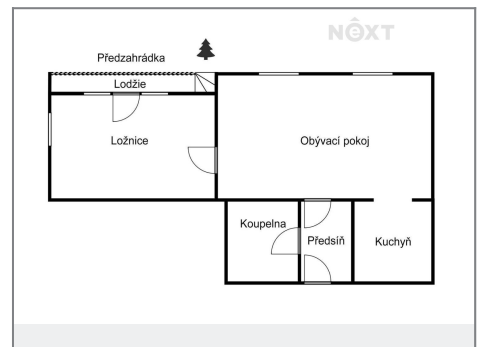 NEXT
Předzahrádka
Lodžie
Ložnice
Obývací pokoj
Koupelna
Předsíň
Kuchyň